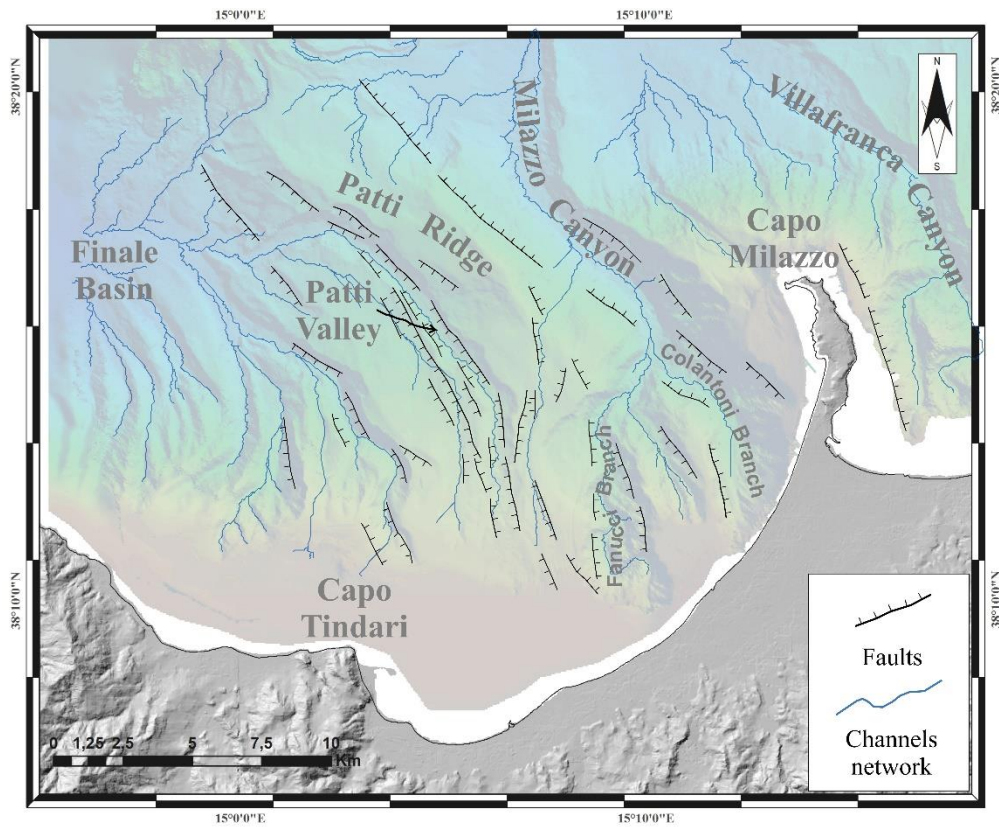 15°0'0"E
15°10'0"E
38°20'0"N
38°20'0"N
N
S
Milazzo
Canyon
Villafranca
Canyon
Patti
Ridge
Capo
Milazzo
Finale
Basin
Patti
Valley
Colantoni Branch
Fanucci Branch
Capo
Tindari
38°10'0"N
38°10'0"N
Faults
Channels
network
0 1,25 2,5 5 7,5 10
Km
15°0'0"E
15°10'0"E